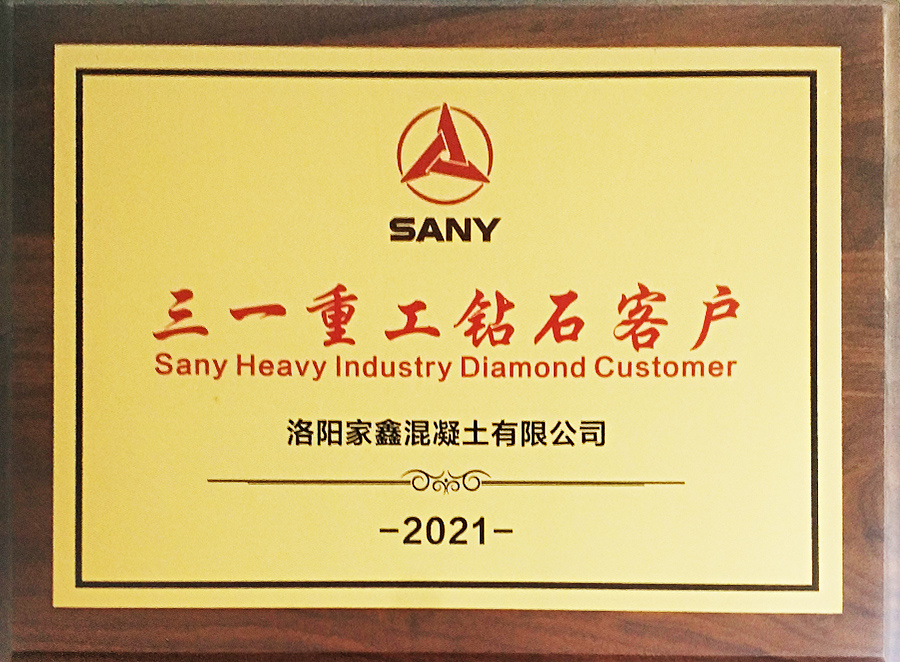 SANY
三一重工钻石客户
Sany Heavy Industry Diamond Customer
洛阳家鑫混凝土有限公司
-2021-